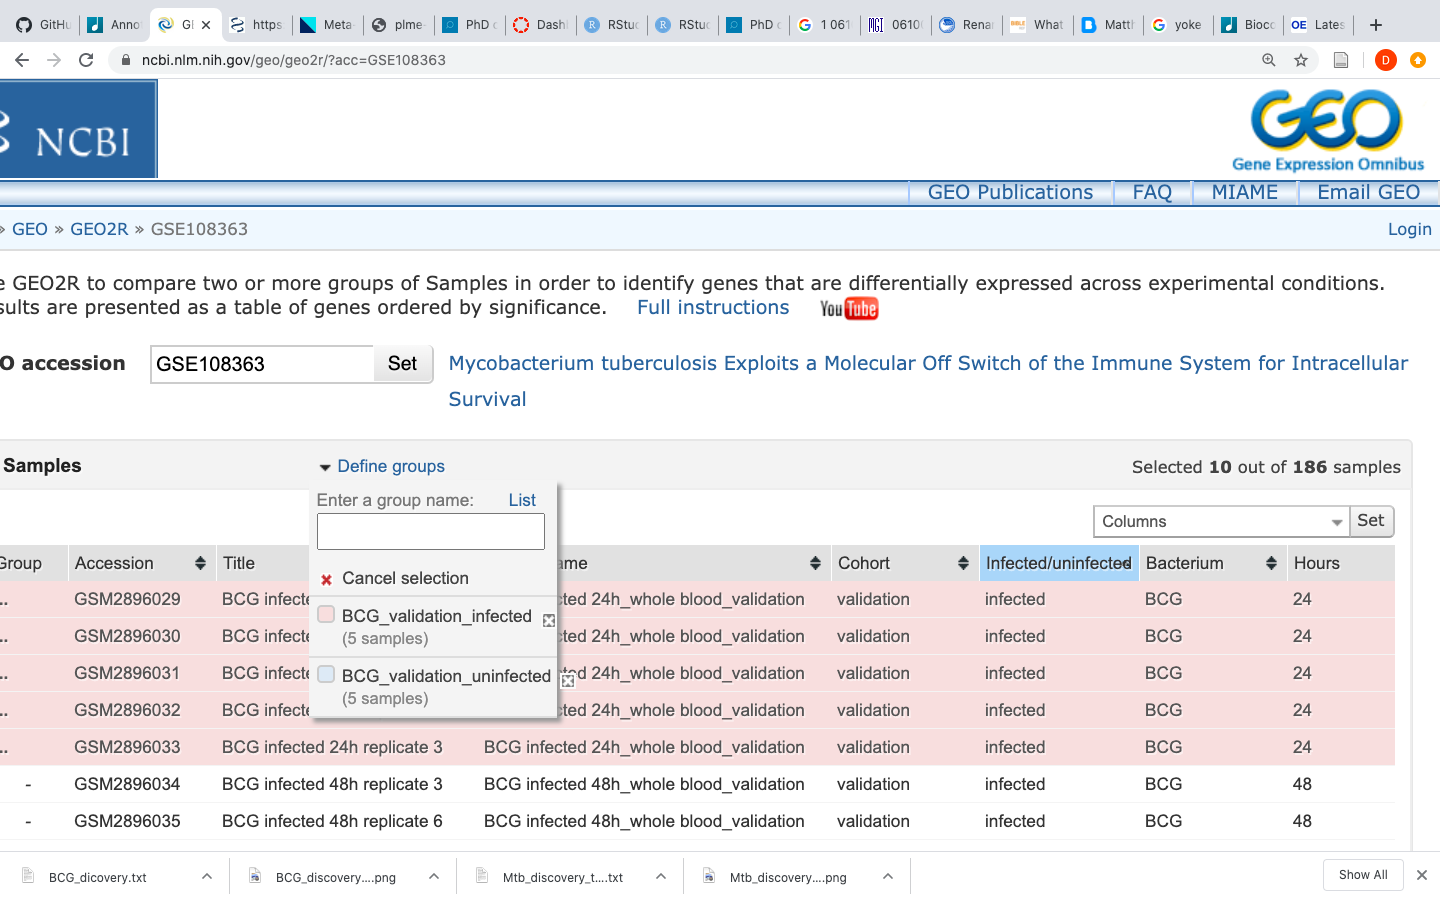 GitHu
Anno
GI
https
Meta-
plme-
PhD c
Dashb
RStud
RStud
PhD c
1 061
NGI
0610
Renar
What
Matth
yoke
Bioco
OE
Lates
ncbi.nlm.nih.gov/geo/geo2r/?acc=GSE108363
D
NCBI
GEO
Gene Expression Omnibus
GEO Publications
FAQ
MIAME
Email GEO
» GEO » GEO2R » GSE108363
Login
e GEO2R to compare two or more groups of Samples in order to identify genes that are differentially expressed across experimental conditions.
sults are presented as a table of genes ordered by significance. Full instructions YouTube
O accession GSE108363 Set Mycobacterium tuberculosis Exploits a Molecular Off Switch of the Immune System for Intracellular
Survival
Samples
Define groups
Selected 10 out of 186 samples
Enter a group name: List
Columns Set
Group Accession Title ame Cohort Infected/uninfected Bacterium Hours
Cancel selection
BCG_validation_infected
(5 samples)
BCG_validation_uninfected
(5 samples)
.. GSM2896029 BCG infecte ted 24h_whole blood_validation validation infected BCG 24
.. GSM2896030 BCG infecte ted 24h_whole blood_validation validation infected BCG 24
.. GSM2896031 BCG infecte ted 24h_whole blood_validation validation infected BCG 24
.. GSM2896032 BCG infecte ted 24h_whole blood_validation validation infected BCG 24
.. GSM2896033 BCG infected 24h replicate 3 BCG infected 24h_whole blood_validation validation infected BCG 24
- GSM2896034 BCG infected 48h replicate 3 BCG infected 48h_whole blood_validation validation infected BCG 48
- GSM2896035 BCG infected 48h replicate 6 BCG infected 48h_whole blood_validation validation infected BCG 48
BCG_dicovery.txt
BCG_discovery....png
Mtb_discovery_t....txt
Mtb_discovery....png
Show All